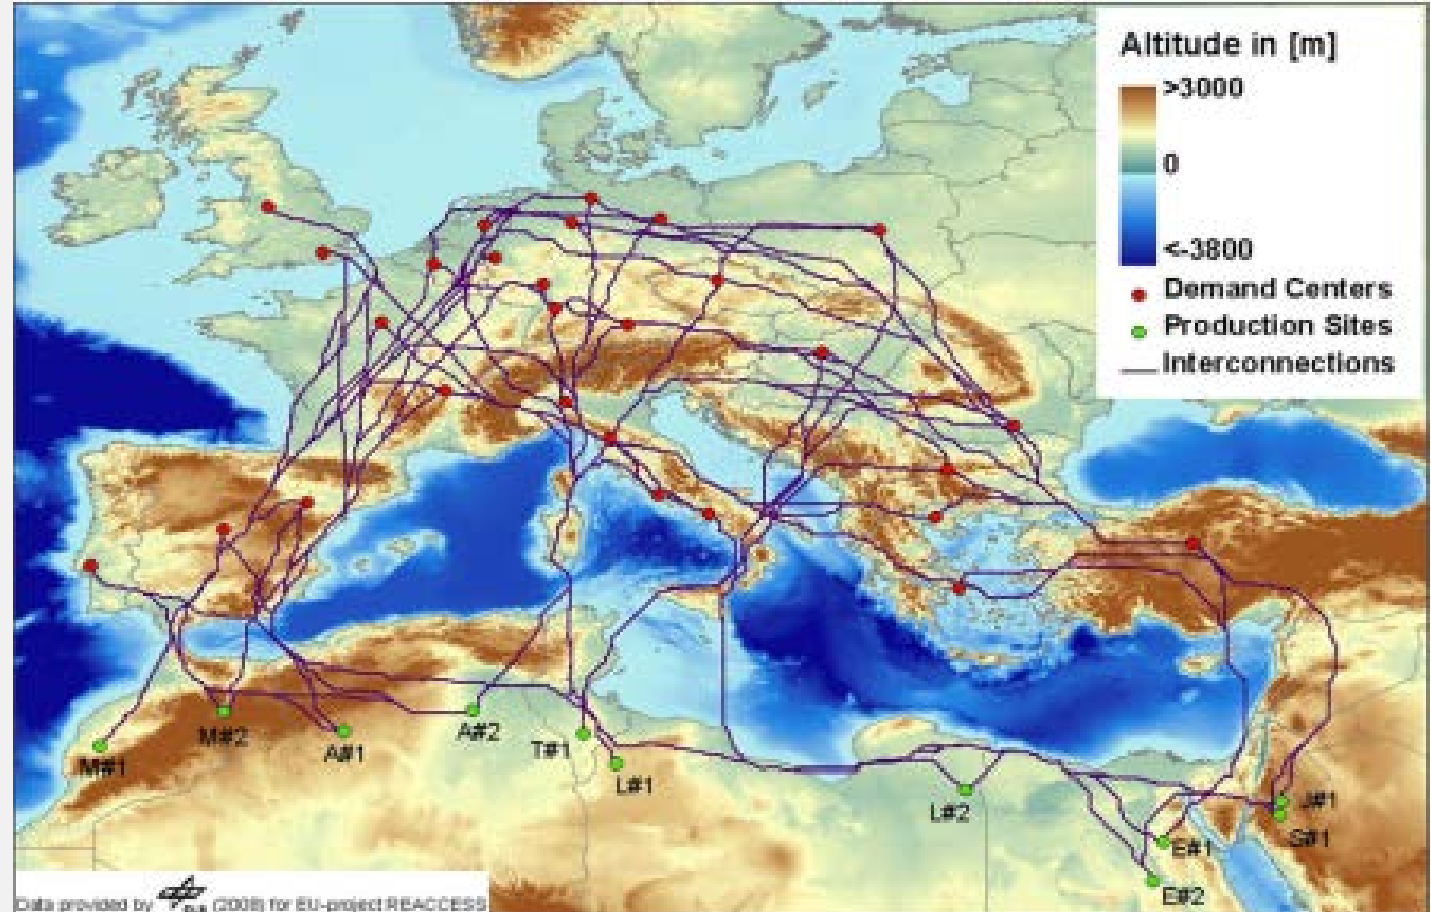 Altitude in [m]
>3000
0
<-3800
Demand Centers
Production Sites
Interconnections
M#1
M#2
A#1
A#2
T#1
L#1
L#2
J#1
S#1
E#1
E#2
Data provided by DLR (2008) for EU-project REACCESS